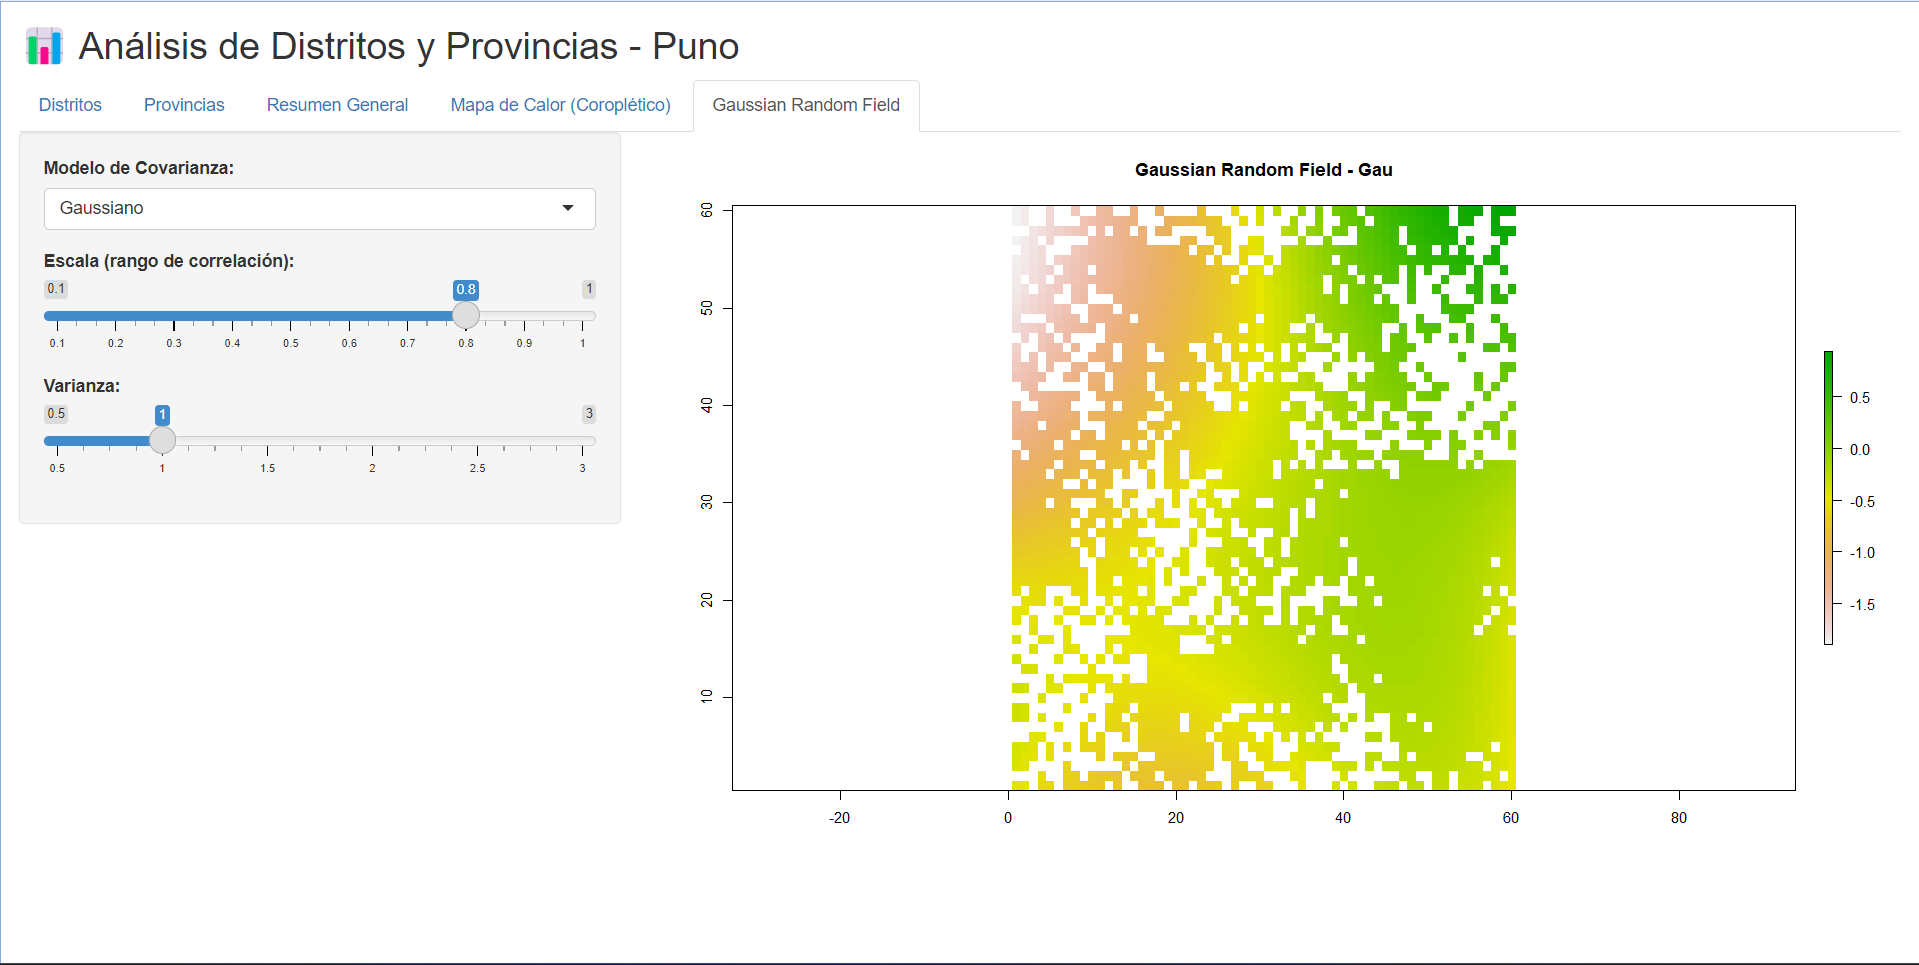 Análisis de Distritos y Provincias - Puno
Distritos Provincias Resumen General Mapa de Calor (Coroplético) Gaussian Random Field
Modelo de Covarianza:
Gaussiano
Escala (rango de correlación):
0.1 0.8 1
0.1 0.2 0.3 0.4 0.5 0.6 0.7 0.8 0.9 1
Varianza:
0.5 1 3
0.5 1 1.5 2 2.5 3
Gaussian Random Field - Gau
60
50
40
30
20
10
-20 0 20 40 60 80
0.5
0.0
-0.5
-1.0
-1.5